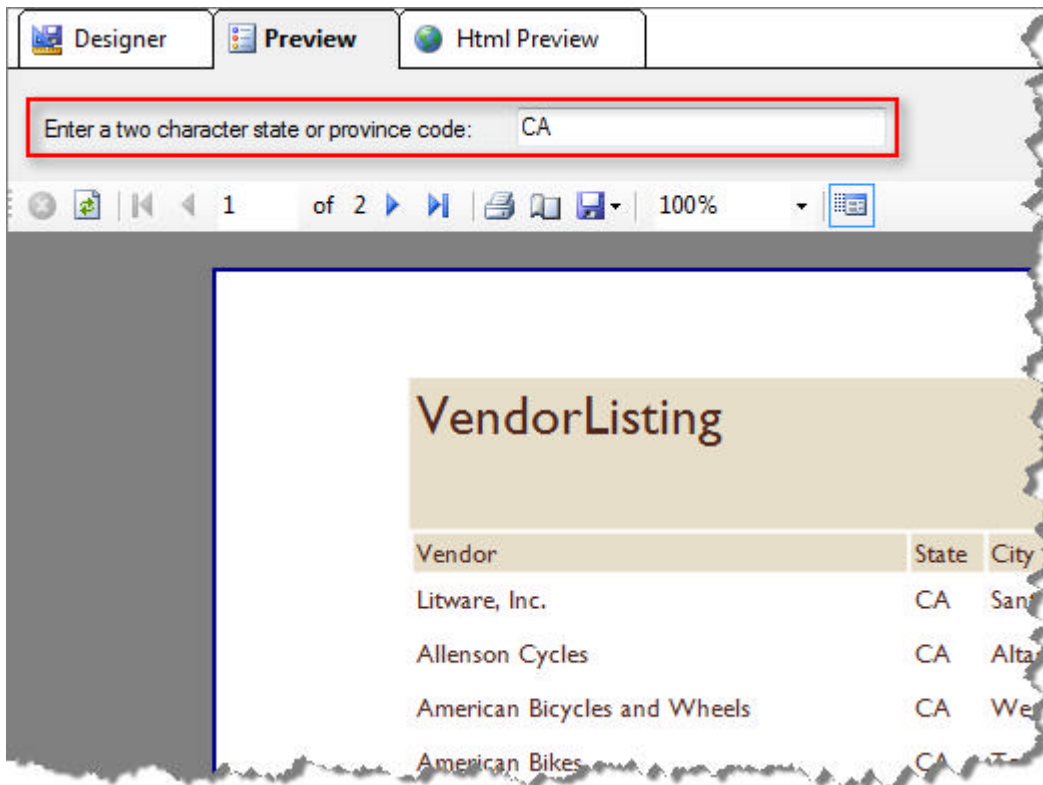 Designer Preview Html Preview
Enter a two character state or province code: CA
1 of 2 100%
VendorListing
Vendor State City
Litware, Inc. CA
Allenson Cycles CA
American Bicycles and Wheels CA
American Bikes CA